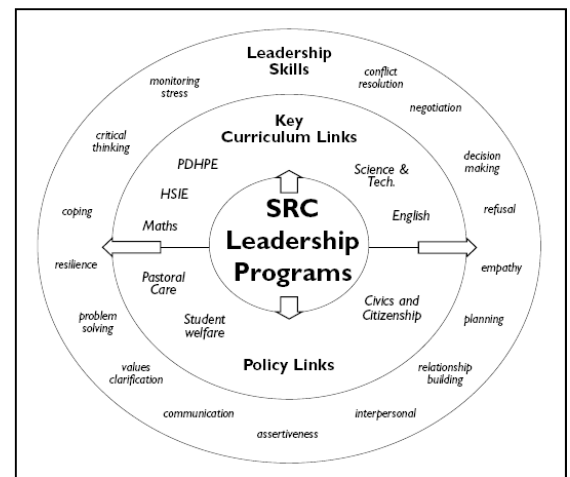 Leadership
Skills
monitoring
stress
conflict
resolution
negotiation
critical
thinking
decision
making
coping
refusal
resilience
empathy
problem
solving
planning
values
clarification
relationship
building
communication
interpersonal
assertiveness
Key
Curriculum Links
PDHPE
Science &
Tech.
HSIE
English
Maths
SRC
Leadership
Programs
Pastoral
Care
Civics and
Citizenship
Student
welfare
Policy Links